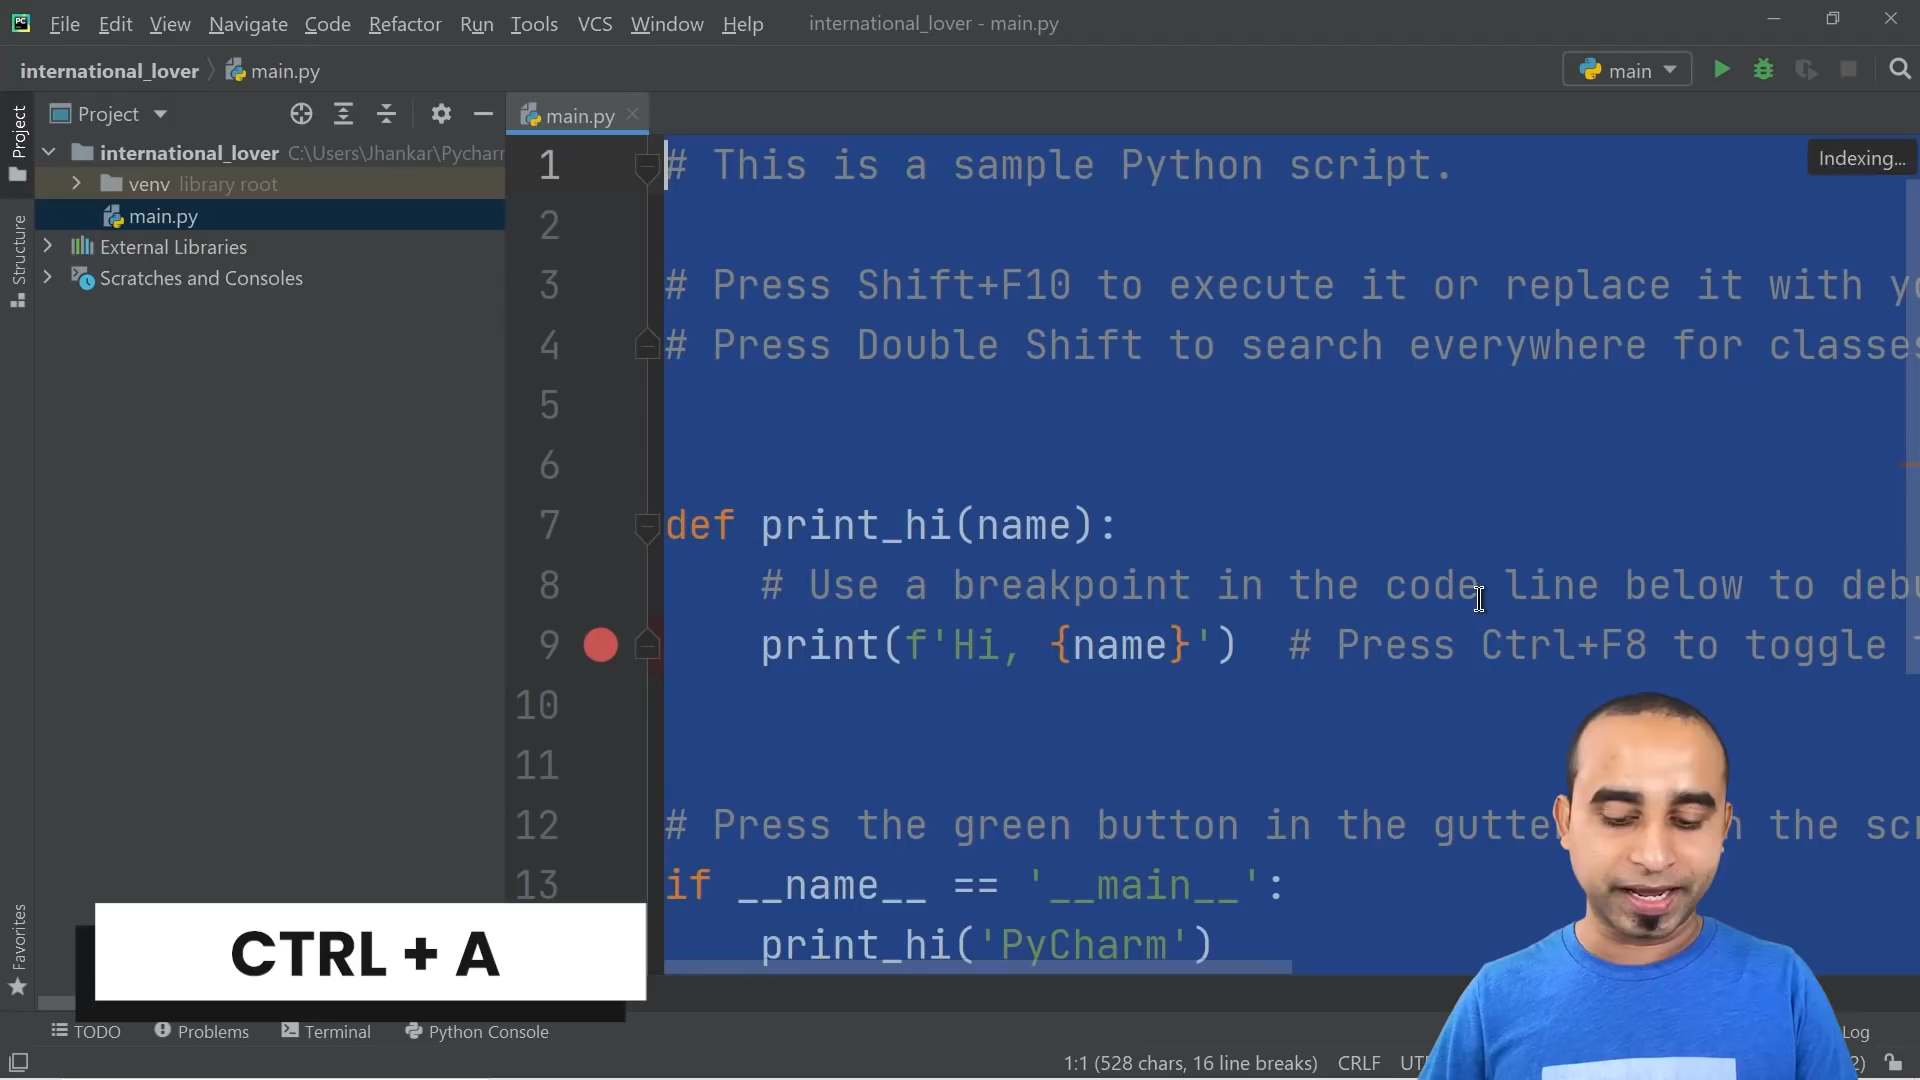 PC File Edit View Navigate Code Refactor Run Tools VCS Window Help international_lover - main.py
international_lover main.py main
Project main.py
Project
international_lover C:\Users\Jhankar\Pycharm
venv library root
main.py
External Libraries
Scratches and Consoles
Structure
Favorites
Indexing...
1 # This is a sample Python script.
2
3 # Press Shift+F10 to execute it or replace it with
4 # Press Double Shift to search everywhere for classes
5
6
7 def print_hi(name):
8 # Use a breakpoint in the code line below to
9 print(f'Hi, {name}') # Press Ctrl+F8 to toggle
10
11
12 # Press the green button in the the
13 if __name__ == '__main__':
print_hi('PyCharm')
CTRL + A
TODO Problems Terminal Python Console Log
1:1 (528 chars, 16 line breaks) CRLF